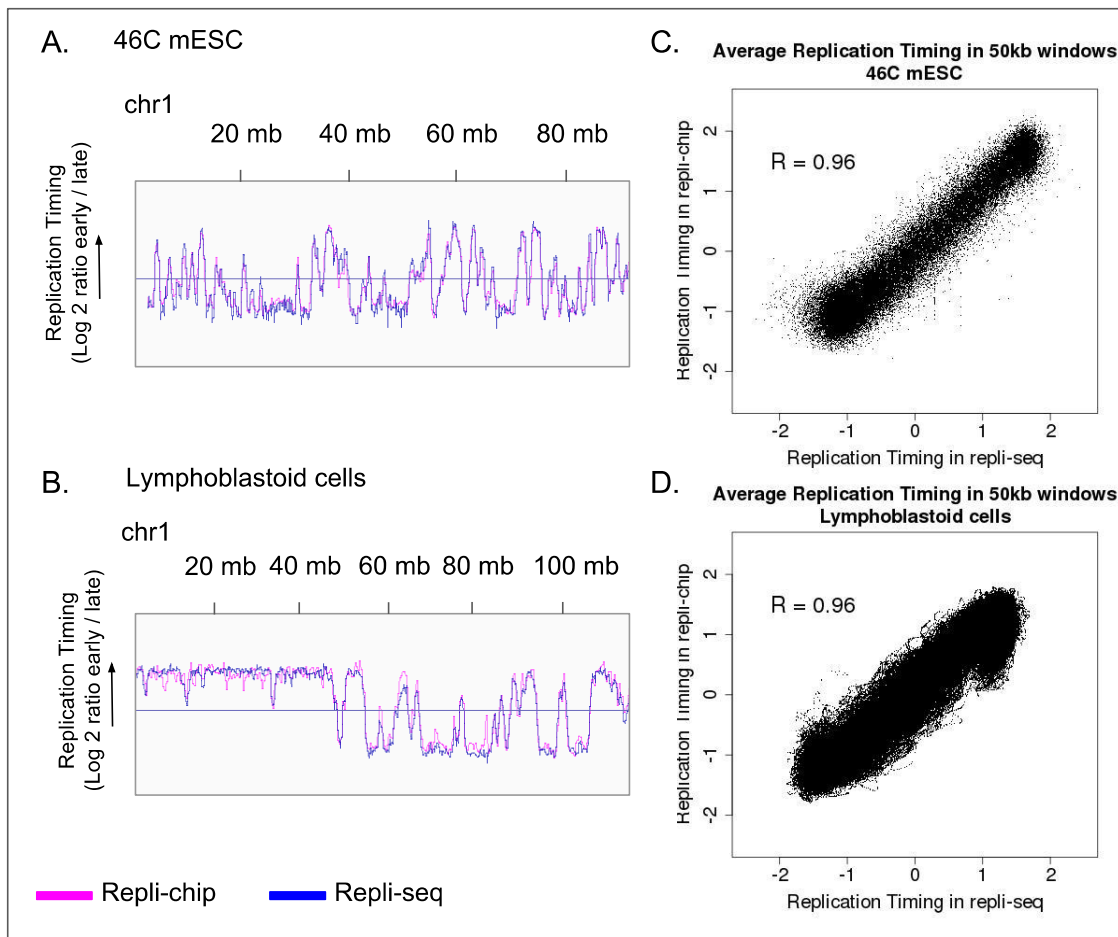 A. 46C mESC
chr1
20 mb 40 mb 60 mb 80 mb
Replication Timing
(Log 2 ratio early / late)
B. Lymphoblastoid cells
chr1
20 mb 40 mb 60 mb 80 mb 100 mb
Replication Timing
(Log 2 ratio early / late)
Repli-chip Repli-seq
C. Average Replication Timing in 50kb windows
46C mESC
R = 0.96
Replication Timing in repli-chip
2
1
0
-1
-2
-2 -1 0 1 2
Replication Timing in repli-seq
D. Average Replication Timing in 50kb windows
Lymphoblastoid cells
R = 0.96
Replication Timing in repli-chip
2
1
0
-1
-2
-2 -1 0 1 2
Replication Timing in repli-seq